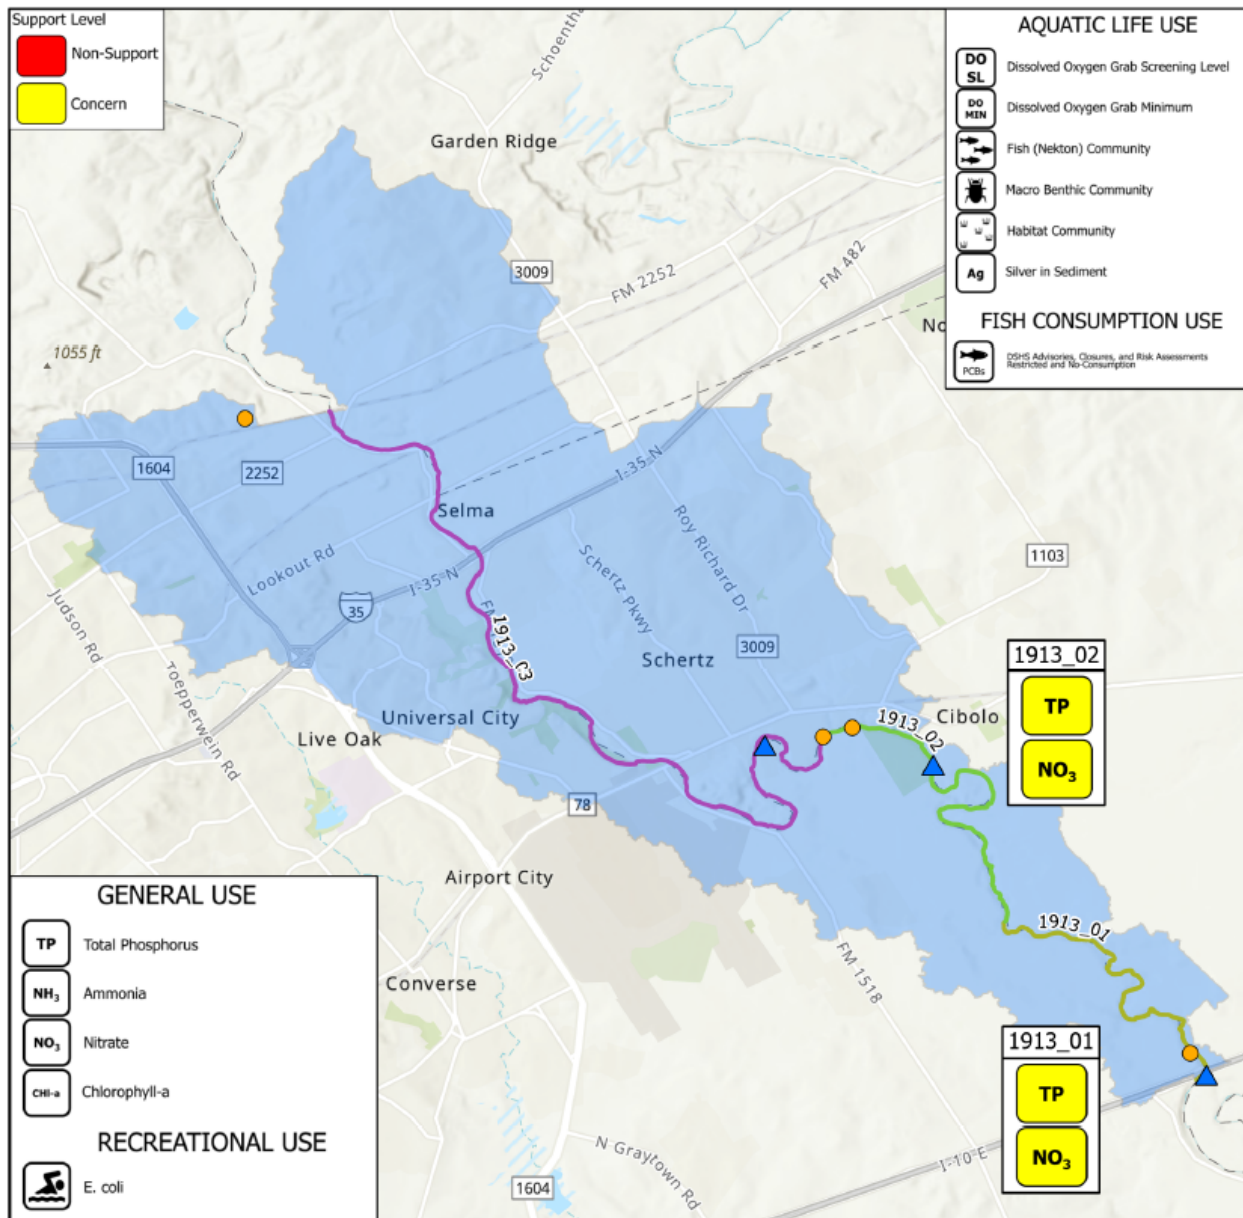 Support Level
Non-Support
Concern
AQUATIC LIFE USE
DO
SL
Dissolved Oxygen Grab Screening Level
DO
MIN
Dissolved Oxygen Grab Minimum
Fish (Nekton) Community
Macro Benthic Community
Habitat Community
Ag
Silver in Sediment
FISH CONSUMPTION USE
PCBs
DSHS Advisories, Closures, and Risk Assessments
Restricted and No-Consumption
Schoenthal
Garden Ridge
3009
FM 2252
FM 482
No
1055 ft
1604
2252
Selma
I-35 N
Lookout Rd
I-35 N
35
FM
Schertz Pkwy
Roy Richard Dr
1103
Judson Rd
Toepperwein Rd
1913_03
Schertz
3009
Universal City
Live Oak
1913_02
Cibolo
1913_02
TP
NO3
78
Airport City
1913_01
Converse
FM 1518
1913_01
TP
NO3
N Graytown Rd
I-10 E
1604
GENERAL USE
TP
Total Phosphorus
NH3
Ammonia
NO3
Nitrate
CHl-a
Chlorophyll-a
RECREATIONAL USE
E. coli